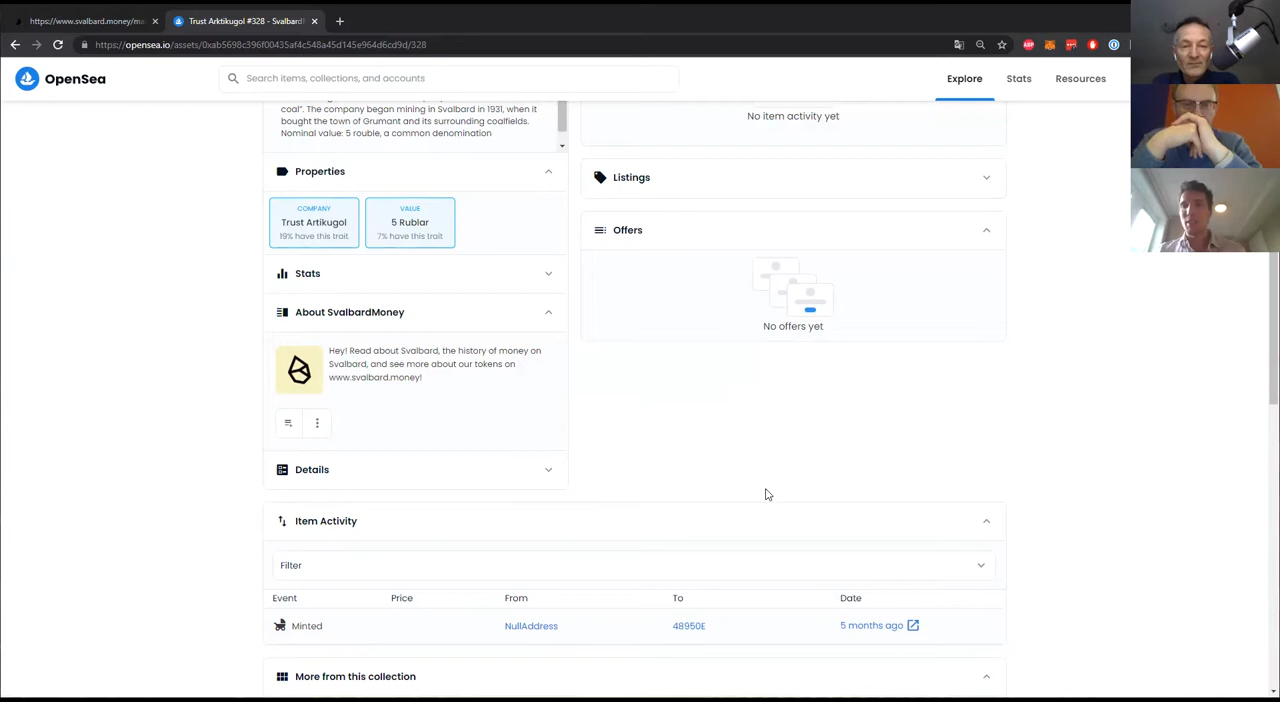 https://www.svalbard.money/ma
Trust Arktikugol #328 - Svalbard
https://opensea.io/assets/0xab5698c396f00435af4c548a45d145e964d6cd9d/328
ABP
OpenSea
Search items, collections, and accounts
Explore
Stats
Resources
coal". The company began mining in Svalbard in 1931, when it
bought the town of Grumant and its surrounding coalfields.
Nominal value: 5 rouble, a common denomination
No item activity yet
Properties
Listings
COMPANY
Trust Artikugol
19% have this trait
VALUE
5 Rublar
7% have this trait
Offers
Stats
No offers yet
About SvalbardMoney
Hey! Read about Svalbard, the history of money on
Svalbard, and see more about our tokens on
www.svalbard.money!
Details
Item Activity
Filter
Event Price From To Date
Minted NullAddress 48950E 5 months ago
More from this collection